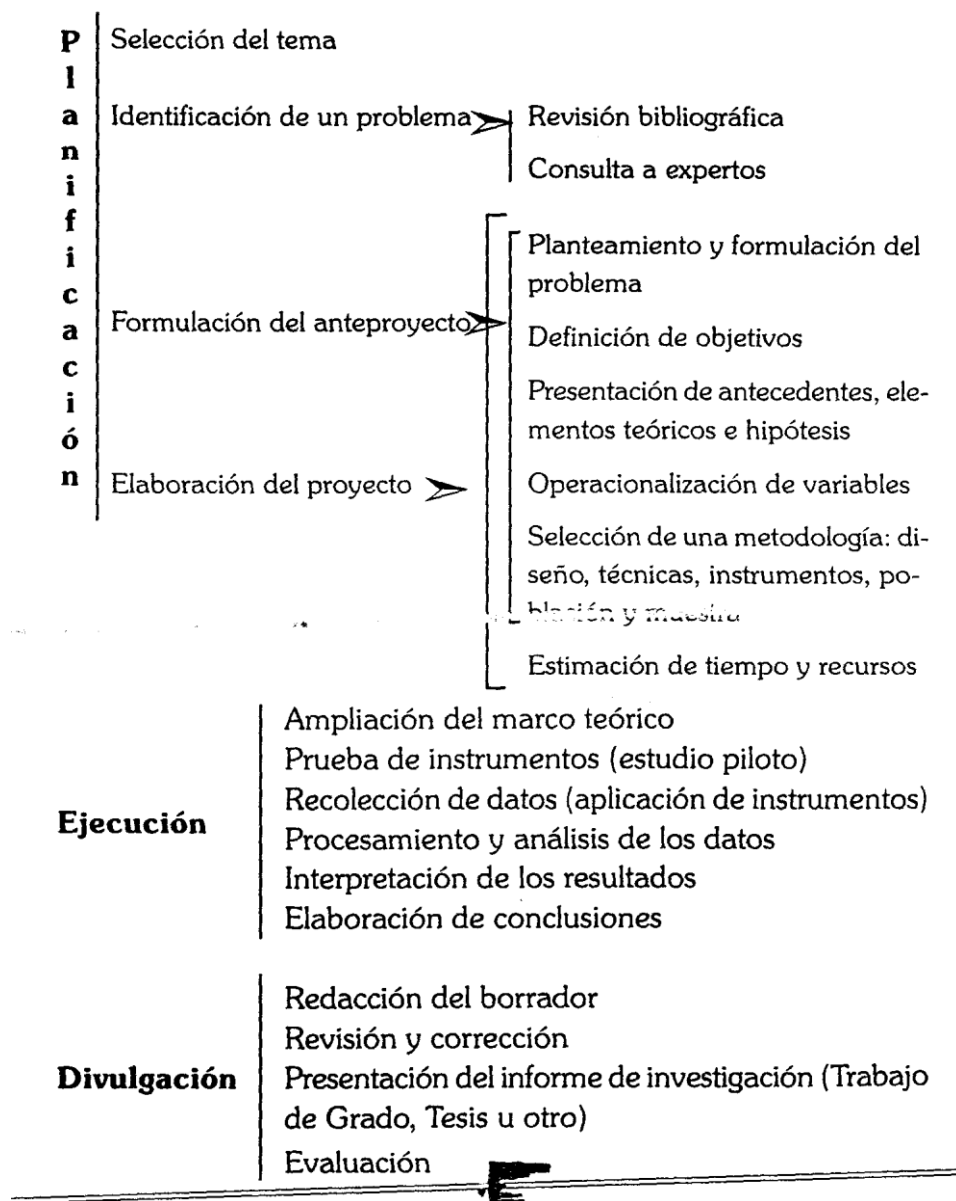 Planificación
Selección del tema
Identificación de un problema
Revisión bibliográfica
Consulta a expertos
Formulación del anteproyecto
Planteamiento y formulación del
problema
Definición de objetivos
Presentación de antecedentes, ele-
mentos teóricos e hipótesis
Elaboración del proyecto
Operacionalización de variables
Selección de una metodología: di-
seño, técnicas, instrumentos, po-
blación y muestra
Estimación de tiempo y recursos
Ejecución
Ampliación del marco teórico
Prueba de instrumentos (estudio piloto)
Recolección de datos (aplicación de instrumentos)
Procesamiento y análisis de los datos
Interpretación de los resultados
Elaboración de conclusiones
Divulgación
Redacción del borrador
Revisión y corrección
Presentación del informe de investigación (Trabajo
de Grado, Tesis u otro)
Evaluación